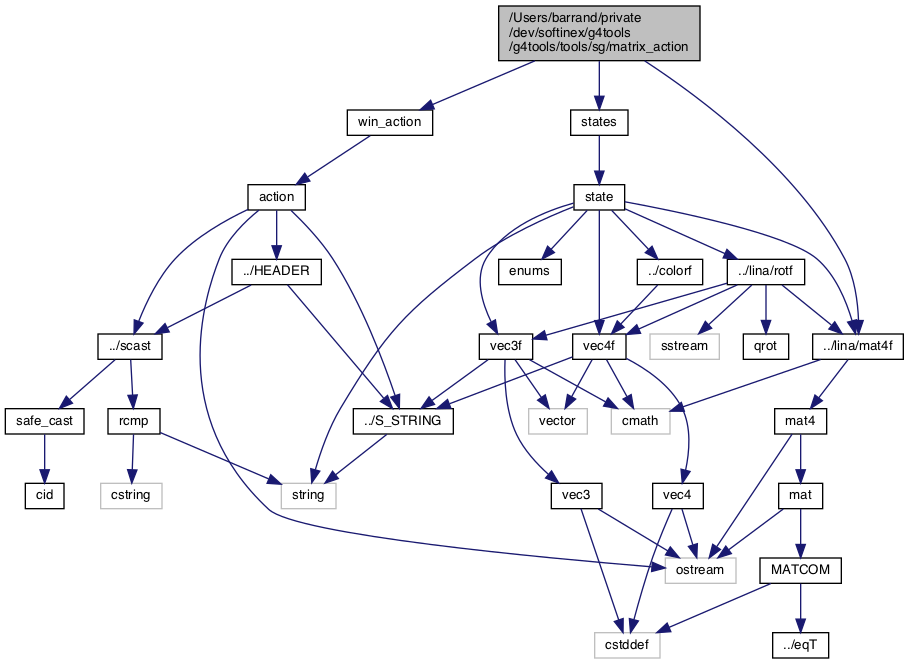 /Users/barrand/private
/dev/softinex/g4tools
/g4tools/tools/sg/matrix_action
win_action
states
action
state
../HEADER
enums
../colorf
../lina/rotf
../scast
vec3f
vec4f
sstream
qrot
../lina/mat4f
safe_cast
rcmp
../S_STRING
vector
cmath
mat4
cid
cstring
string
vec3
vec4
mat
ostream
MATCOM
cstddef
../eqT